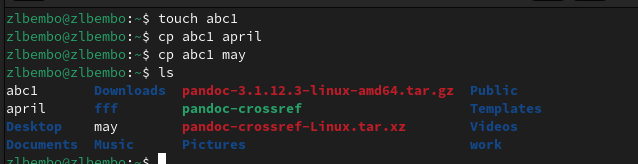 zlbembo@zlbembo:~$ touch abc1
zlbembo@zlbembo:~$ cp abc1 april
zlbembo@zlbembo:~$ cp abc1 may
zlbembo@zlbembo:~$ ls
abc1 Downloads pandoc-3.1.12.3-linux-amd64.tar.gz Public
april fff pandoc-crossref Templates
Desktop may pandoc-crossref-Linux.tar.xz Videos
Documents Music Pictures work
zlbembo@zlbembo:~$